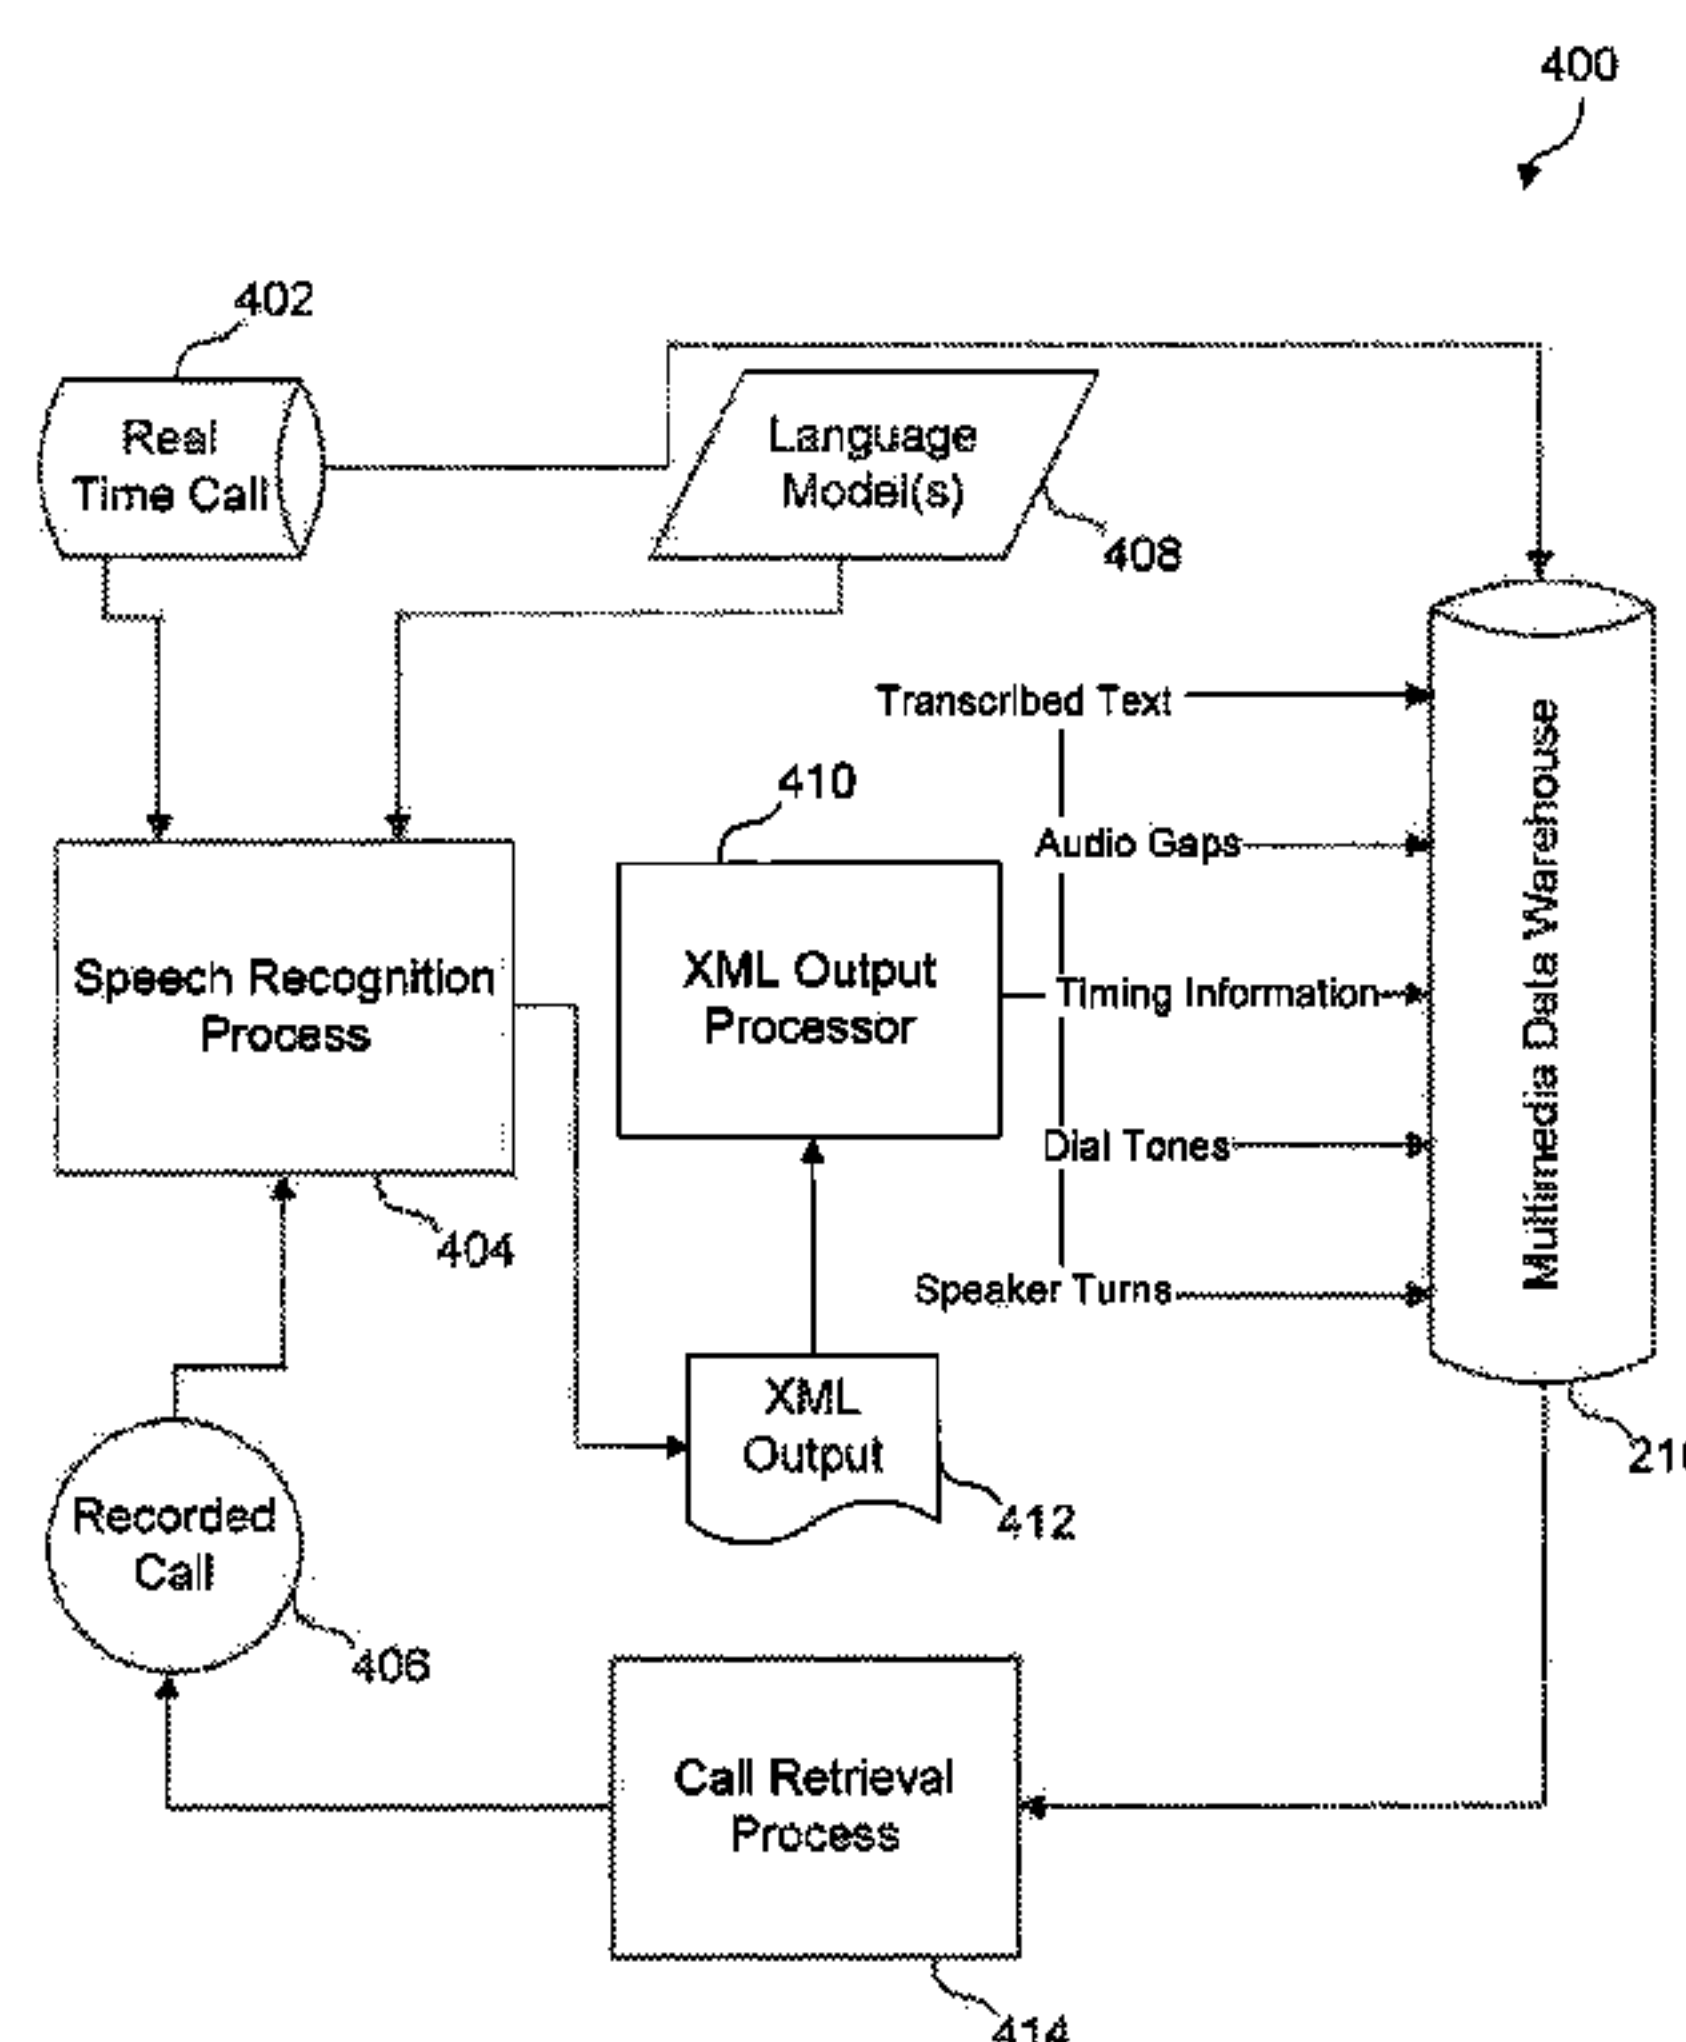 400
402
Real
Time Call
Language
Model(s)
408
Transcribed Text
410
Audio Gaps
Multimedia Data Warehouse
Speech Recognition
Process
XML Output
Processor
Timing Information
Dial Tones
404
Speaker Turns
XML
Output
412
Recorded
Call
406
Call Retrieval
Process
414